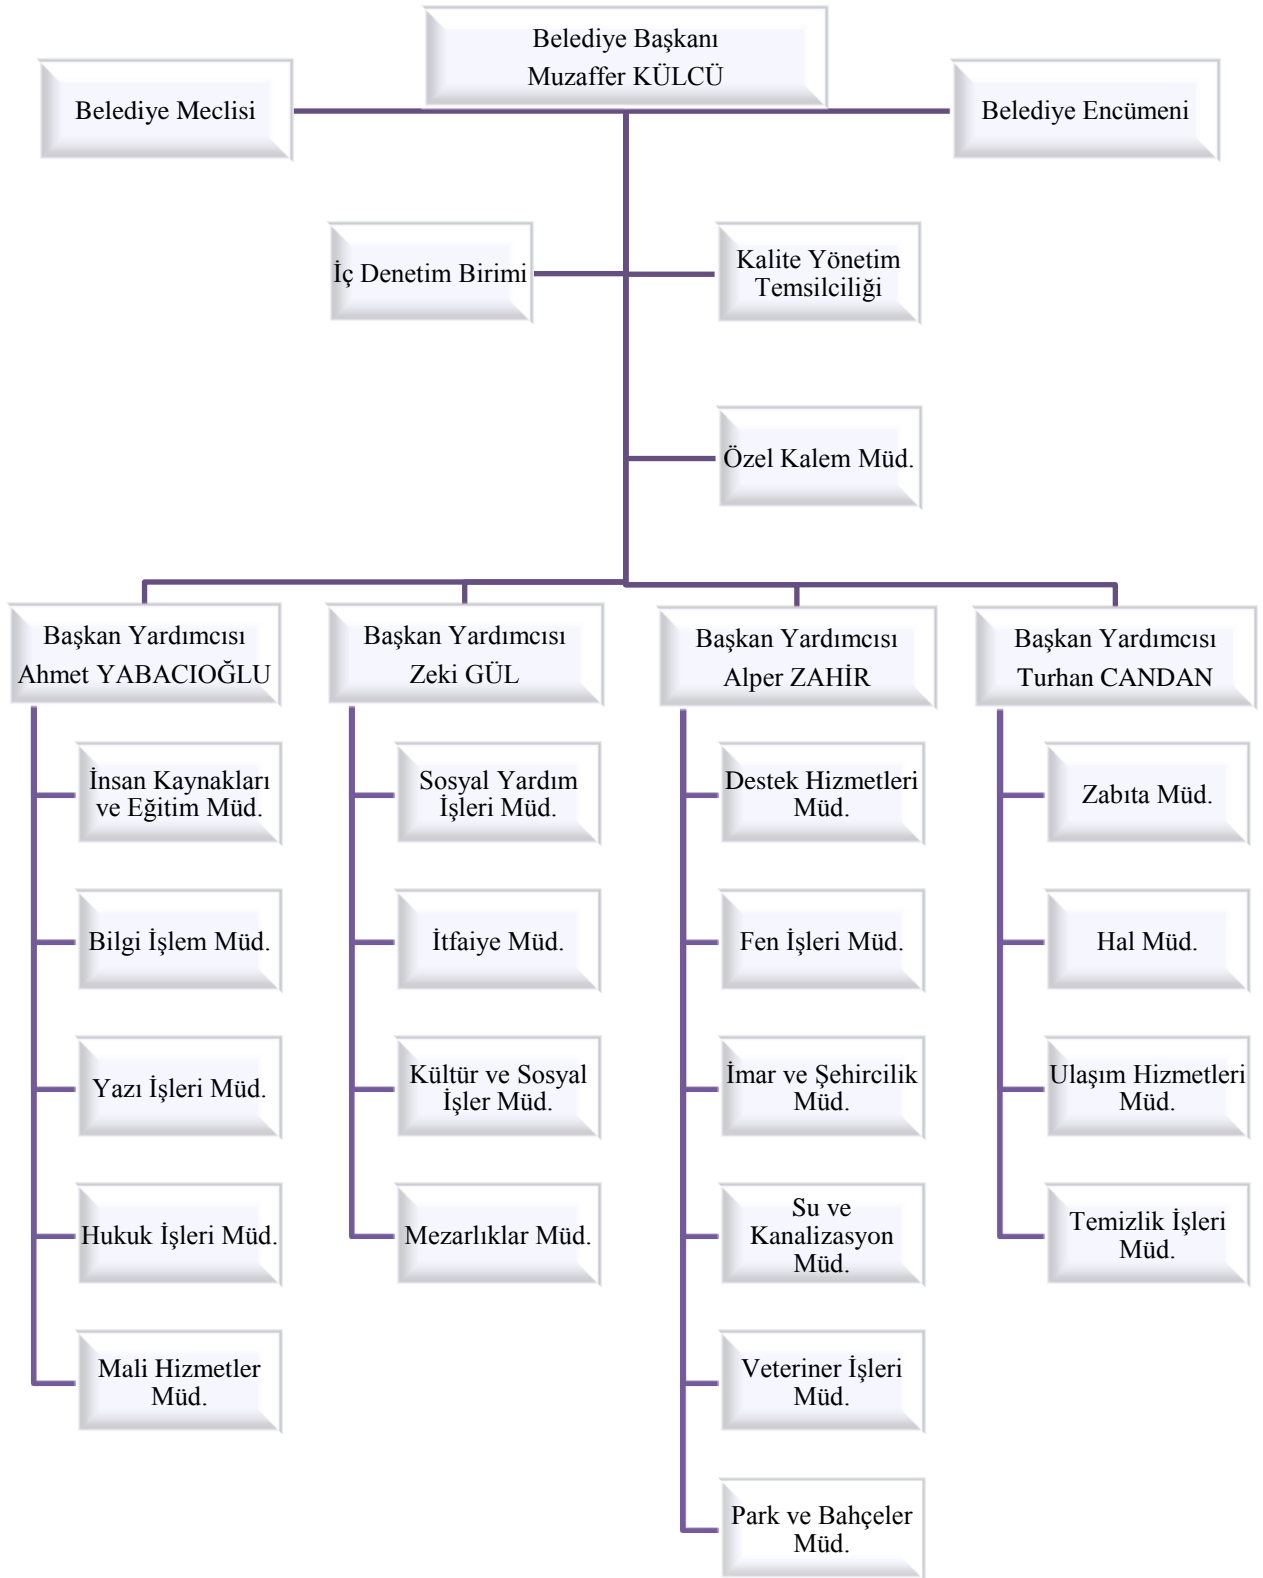 Belediye Başkanı
Muzaffer KÜLCÜ
Belediye Meclisi
Belediye Encümeni
İç Denetim Birimi
Kalite Yönetim
Temsilciliği
Özel Kalem Müd.
Başkan Yardımcısı
Ahmet YABACIOĞLU
İnsan Kaynakları
ve Eğitim Müd.
Bilgi İşlem Müd.
Yazı İşleri Müd.
Hukuk İşleri Müd.
Mali Hizmetler
Müd.
Başkan Yardımcısı
Zeki GÜL
Sosyal Yardım
İşleri Müd.
İtfaiye Müd.
Kültür ve Sosyal
İşler Müd.
Mezarlıklar Müd.
Başkan Yardımcısı
Alper ZAHİR
Destek Hizmetleri
Müd.
Fen İşleri Müd.
İmar ve Şehircilik
Müd.
Su ve
Kanalizasyon
Müd.
Veteriner İşleri
Müd.
Park ve Bahçeler
Müd.
Başkan Yardımcısı
Turhan CANDAN
Zabıta Müd.
Hal Müd.
Ulaşım Hizmetleri
Müd.
Temizlik İşleri
Müd.